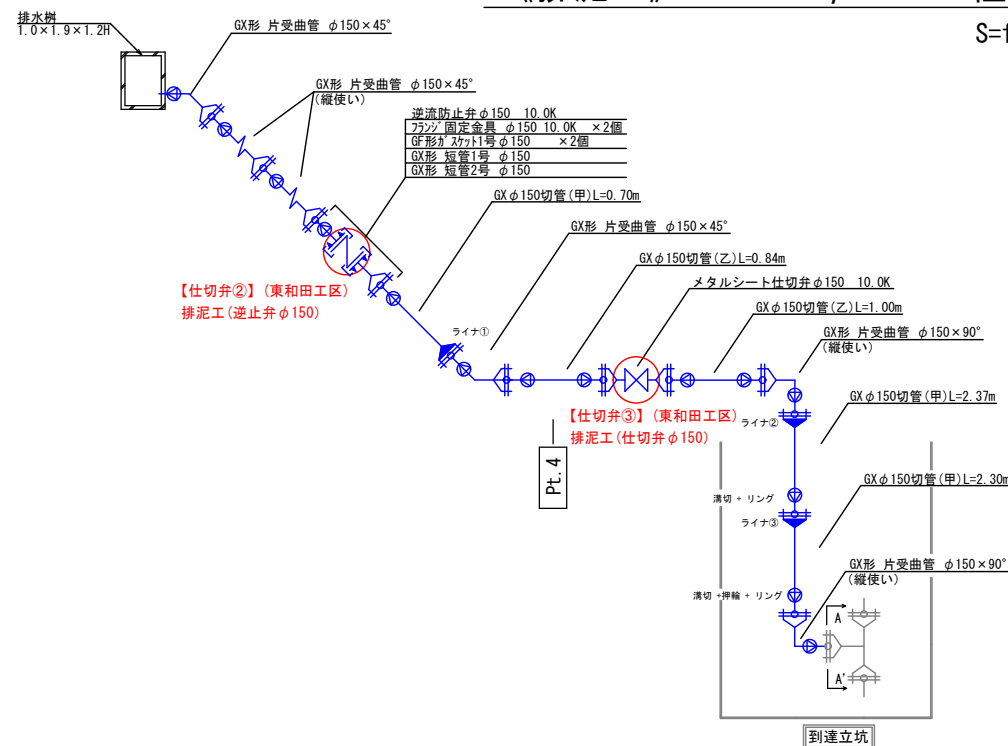 S=f
排水桝
1.0×1.9×1.2H
GX形 片受曲管 φ150×45°
GX形 片受曲管 φ150×45°
(縦使い)
逆流防止弁φ150 10.0K
フランジ固定金具 φ150 10.0K ×2個
GF形ガスケット1号φ150 ×2個
GX形 短管1号 φ150
GX形 短管2号 φ150
GXφ150切管(甲)L=0.70m
GX形 片受曲管 φ150×45°
GXφ150切管(乙)L=0.84m
メタルシート仕切弁φ150 10.0K
GXφ150切管(乙)L=1.00m
GX形 片受曲管 φ150×90°
(縦使い)
【仕切弁②】(東和田工区)
排泥工(逆止弁φ150)
ライナ①
【仕切弁③】(東和田工区)
排泥工(仕切弁φ150)
Pt.4
GXφ150切管(甲)L=2.37m
ライナ②
GXφ150切管(甲)L=2.30m
溝切 + リング
ライナ③
GX形 片受曲管 φ150×90°
(縦使い)
溝切 +押輪 + リング
A
A'
到達立坑